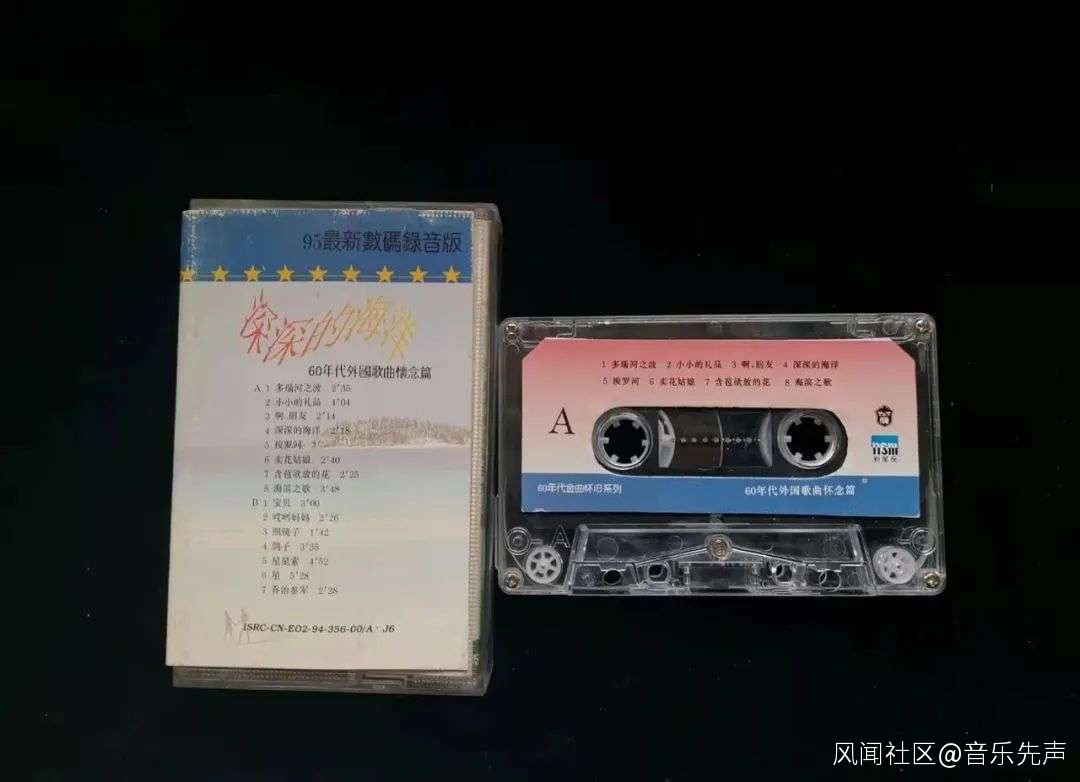 95最新數碼錄音版
深深的海洋
60年代外國歌曲懷念篇
A 1 多瑙河之波 2'35
2 小小的礼品 4'04
3 啊,朋友 2'14
4 深深的海洋 2'18
5 梭罗河
6 卖花姑娘 2'40
7 含苞欲放的花 2'25
8 海滨之歌 3'48
B 1 宝贝 3'00
2 哎哟妈妈 2'26
3 照镜子 1'42
4 鸽子 3'35
5 星星索 4'52
6 星 5'28
7 乔治泰军 2'28
ISRC-CN-E02-94-356-00/A·J6
1 多瑙河之波 2 小小的礼品 3 啊,朋友 4 深深的海洋
5 梭罗河 6 卖花姑娘 7 含苞欲放的花 8 海滨之歌
A
60年代金曲怀旧系列
60年代外国歌曲怀念篇
A
风闻社区@音乐先声